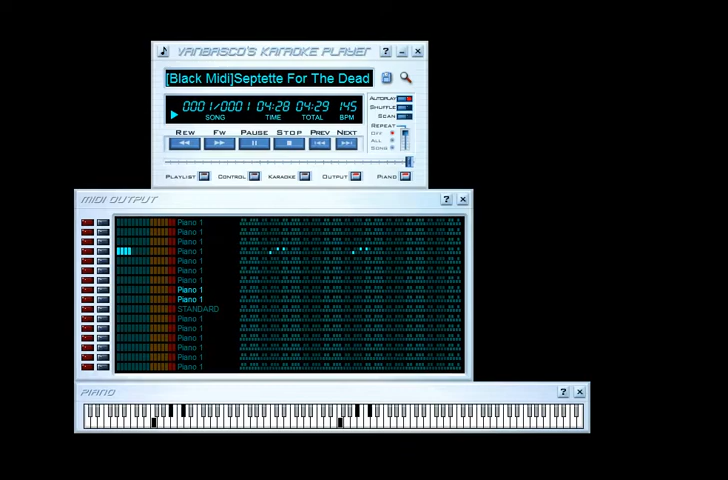 VANBASCO'S KARAOKE PLAYER ?
[Black Midi]Septette For The Dead
0001/0001 04:28 04:29 145
SONG TIME TOTAL BPM
AUTOPLAY
SHUFFLE
SCAN
REPEAT
OFF
ALL
SONG
REW FW PAUSE STOP PREV NEXT
PLAYLIST CONTROL KARAOKE OUTPUT PIANO
MIDI OUTPUT ?
Piano 1
Piano 1
Piano 1
Piano 1
Piano 1
Piano 1
Piano 1
Piano 1
Piano 1
STANDARD
Piano 1
Piano 1
Piano 1
Piano 1
Piano 1
Piano 1
PIANO ?